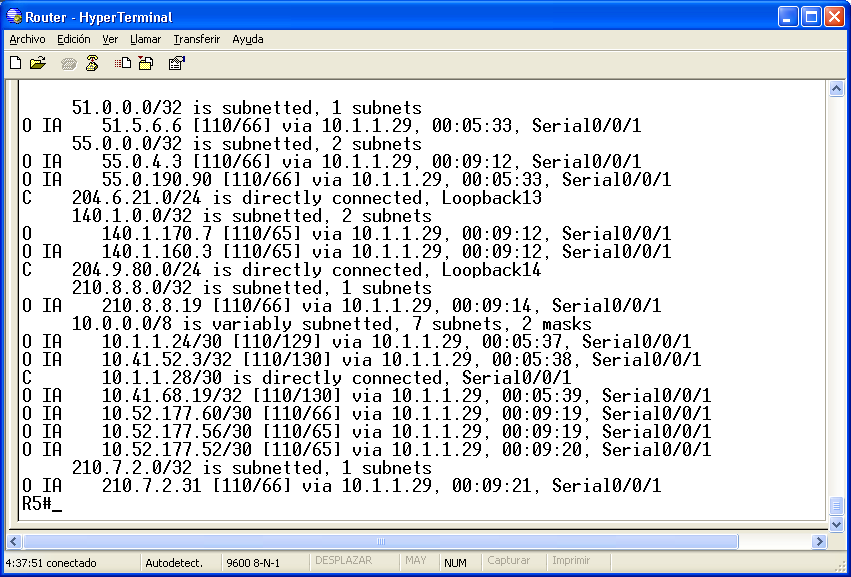 Router - HyperTerminal
Archivo Edición Ver Llamar Transferir Ayuda
51.0.0.0/32 is subnetted, 1 subnets
O IA    51.5.6.6 [110/66] via 10.1.1.29, 00:05:33, Serial0/0/1
55.0.0.0/32 is subnetted, 2 subnets
O IA    55.0.4.3 [110/66] via 10.1.1.29, 00:09:12, Serial0/0/1
O IA    55.0.190.90 [110/66] via 10.1.1.29, 00:05:33, Serial0/0/1
C    204.6.21.0/24 is directly connected, Loopback13
140.1.0.0/32 is subnetted, 2 subnets
O       140.1.170.7 [110/65] via 10.1.1.29, 00:09:12, Serial0/0/1
O IA    140.1.160.3 [110/65] via 10.1.1.29, 00:09:12, Serial0/0/1
C    204.9.80.0/24 is directly connected, Loopback14
210.8.8.0/32 is subnetted, 1 subnets
O IA    210.8.8.19 [110/66] via 10.1.1.29, 00:09:14, Serial0/0/1
10.0.0.0/8 is variably subnetted, 7 subnets, 2 masks
O IA    10.1.1.24/30 [110/129] via 10.1.1.29, 00:05:37, Serial0/0/1
O IA    10.41.52.3/32 [110/130] via 10.1.1.29, 00:05:38, Serial0/0/1
C       10.1.1.28/30 is directly connected, Serial0/0/1
O IA    10.41.68.19/32 [110/130] via 10.1.1.29, 00:05:39, Serial0/0/1
O IA    10.52.177.60/30 [110/66] via 10.1.1.29, 00:09:19, Serial0/0/1
O IA    10.52.177.56/30 [110/65] via 10.1.1.29, 00:09:19, Serial0/0/1
O IA    10.52.177.52/30 [110/65] via 10.1.1.29, 00:09:20, Serial0/0/1
210.7.2.0/32 is subnetted, 1 subnets
O IA    210.7.2.31 [110/66] via 10.1.1.29, 00:09:21, Serial0/0/1
R5#_
4:37:51 conectado Autodetect. 9600 8-N-1 DESPLAZAR MAY NUM Capturar Imprimir